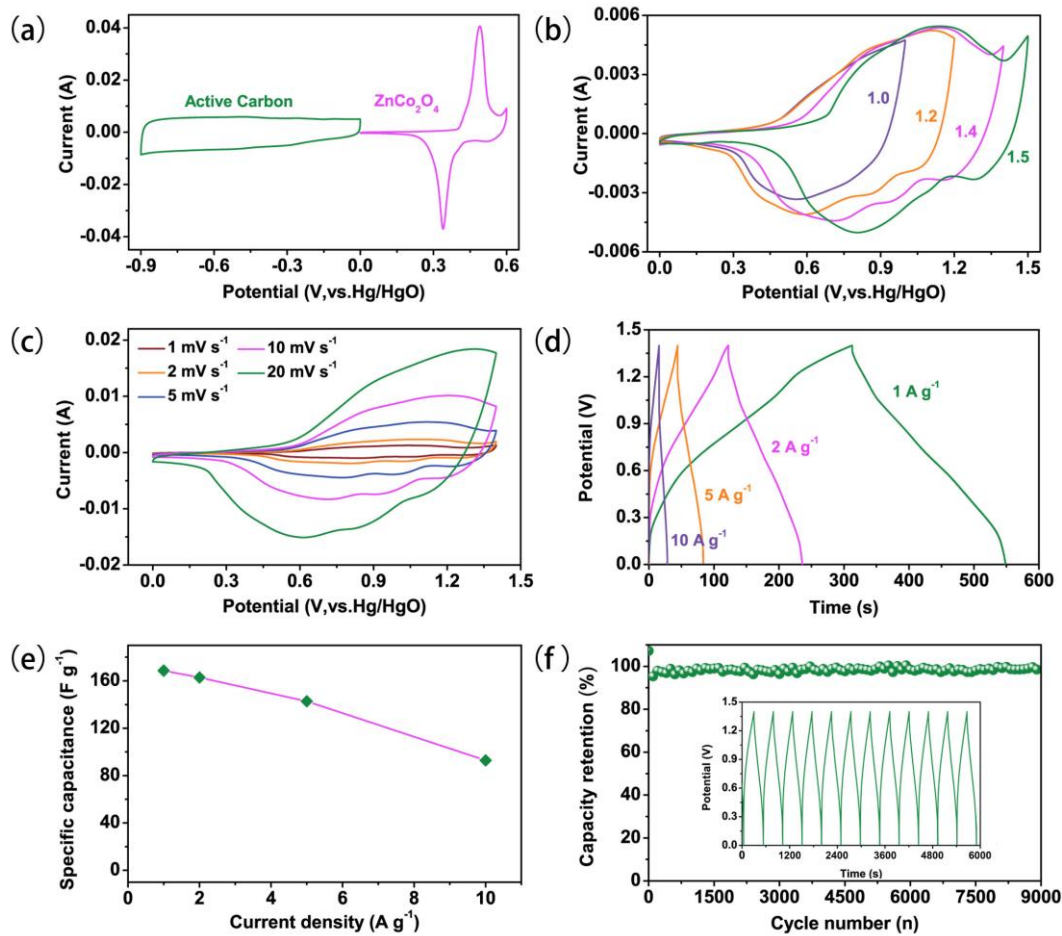 (a)
0.04
0.02
0.00
-0.02
-0.04
Current (A)
Active Carbon
ZnCo₂O₄
-0.9
-0.6
-0.3
0.0
0.3
0.6
Potential (V,vs.Hg/HgO)
(b)
0.006
0.003
0.000
-0.003
-0.006
Current (A)
1.0
1.2
1.4
1.5
0.0
0.3
0.6
0.9
1.2
1.5
Potential (V,vs.Hg/HgO)
(c)
0.02
0.01
0.00
-0.01
-0.02
Current (A)
1 mV s⁻¹
2 mV s⁻¹
5 mV s⁻¹
10 mV s⁻¹
20 mV s⁻¹
0.0
0.3
0.6
0.9
1.2
1.5
Potential (V,vs.Hg/HgO)
(d)
1.5
1.2
0.9
0.6
0.3
0.0
Potential (V)
1 A g⁻¹
2 A g⁻¹
5 A g⁻¹
10 A g⁻¹
0
100
200
300
400
500
600
Time (s)
(e)
160
120
80
40
0
Specific capacitance (F g⁻¹)
0
2
4
6
8
10
Current density (A g⁻¹)
(f)
100
80
60
40
20
0
Capacity retention (%)
1.5
1.2
0.9
0.6
0.3
0.0
Potential (V)
0
1200
2400
3600
4800
6000
Time (s)
0
1500
3000
4500
6000
7500
9000
Cycle number (n)